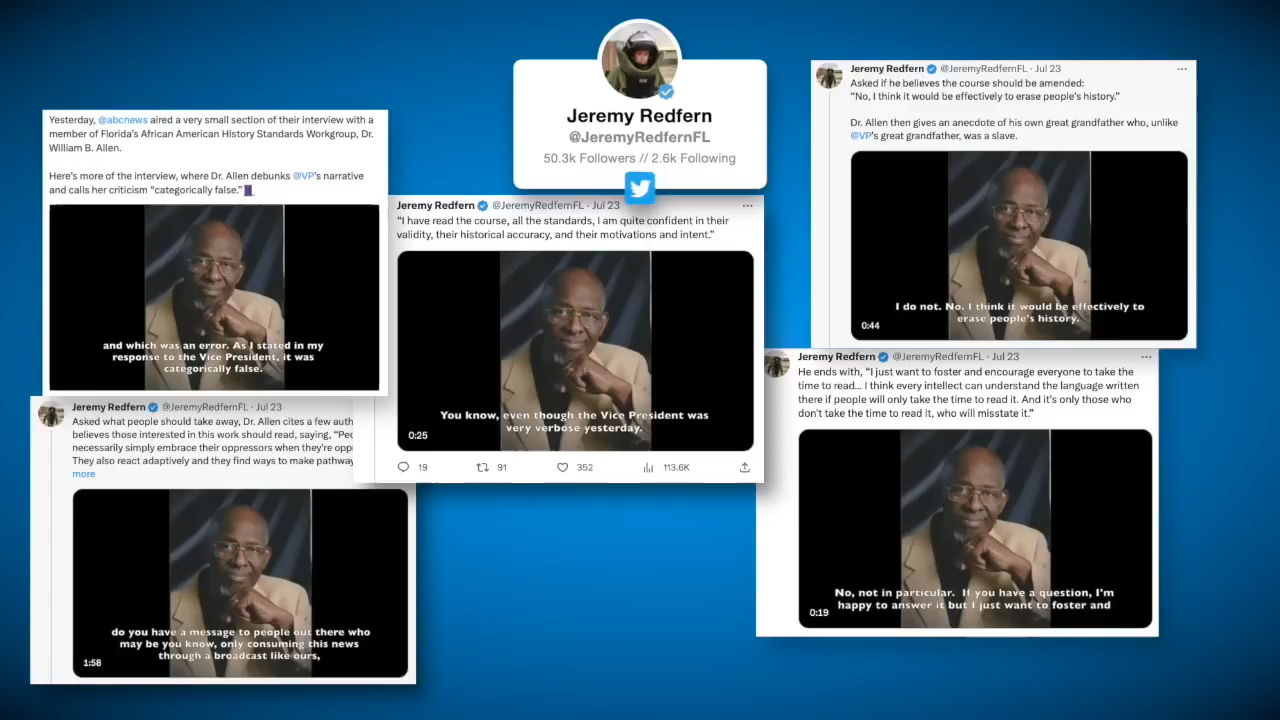 Jeremy Redfern
@JeremyRedfernFL
50.3k Followers // 2.6k Following
Yesterday, @abcnews aired a very small section of their interview with a
member of Florida's African American History Standards Workgroup, Dr.
William B. Allen.
Here's more of the interview, where Dr. Allen debunks @VP's narrative
and calls her criticism "categorically false."
and which was an error. As I stated in my
response to the Vice President, it was
categorically false.
Jeremy Redfern @JeremyRedfernFL · Jul 23
"I have read the course, all the standards, I am quite confident in their
validity, their historical accuracy, and their motivations and intent."
You know, even though the Vice President was
very verbose yesterday.
0:25
19 91 352 113.6K
Jeremy Redfern @JeremyRedfernFL · Jul 23
Asked if he believes the course should be amended:
"No, I think it would be effectively to erase people's history."
Dr. Allen then gives an anecdote of his own great grandfather who, unlike
@VP's great grandfather, was a slave.
I do not. No. I think it would be effectively to
erase people's history.
0:44
Jeremy Redfern @JeremyRedfernFL · Jul 23
Asked what people should take away, Dr. Allen cites a few auth
believes those interested in this work should read, saying, "Peo
necessarily simply embrace their oppressors when they're opp
They also react adaptively and they find ways to make pathway
more
do you have a message to people out there who
may be you know, only consuming this news
through a broadcast like ours,
1:58
Jeremy Redfern @JeremyRedfernFL · Jul 23
He ends with, "I just want to foster and encourage everyone to take the
time to read... I think every intellect can understand the language written
there if people will only take the time to read it. And it's only those who
don't take the time to read it, who will misstate it."
No, not in particular. If you have a question, I'm
happy to answer it but I just want to foster and
0:19